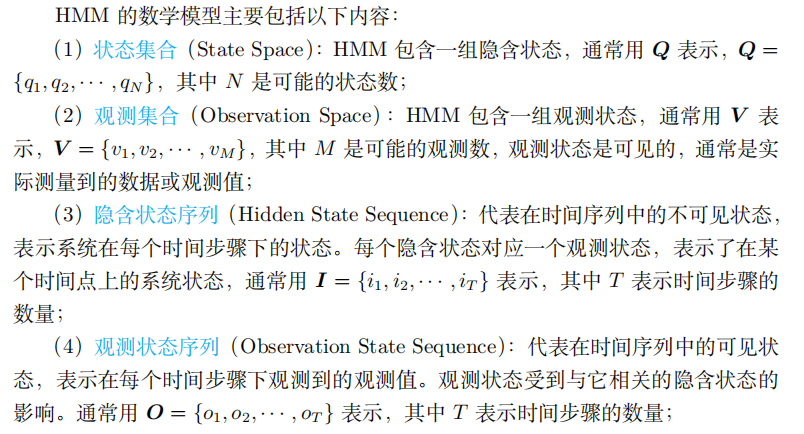 HMM 的数学模型主要包括以下内容：
（1）状态集合（State Space）：HMM 包含一组隐含状态，通常用 Q 表示，Q =
{q₁, q₂, ⋯, q_N}，其中 N 是可能的状态数；
（2）观测集合（Observation Space）：HMM 包含一组观测状态，通常用 V 表
示，V = {v₁, v₂, ⋯, v_M}，其中 M 是可能的观测数，观测状态是可见的，通常是实
际测量到的数据或观测值；
（3）隐含状态序列（Hidden State Sequence）：代表在时间序列中的不可见状态，
表示系统在每个时间步骤下的状态。每个隐含状态对应一个观测状态，表示了在某
个时间点上的系统状态，通常用 I = {i₁, i₂, ⋯, i_T} 表示，其中 T 表示时间步骤的
数量；
（4）观测状态序列（Observation State Sequence）：代表在时间序列中的可见状
态，表示在每个时间步骤下观测到的观测值。观测状态受到与它相关的隐含状态的
影响。通常用 O = {o₁, o₂, ⋯, o_T} 表示，其中 T 表示时间步骤的数量；